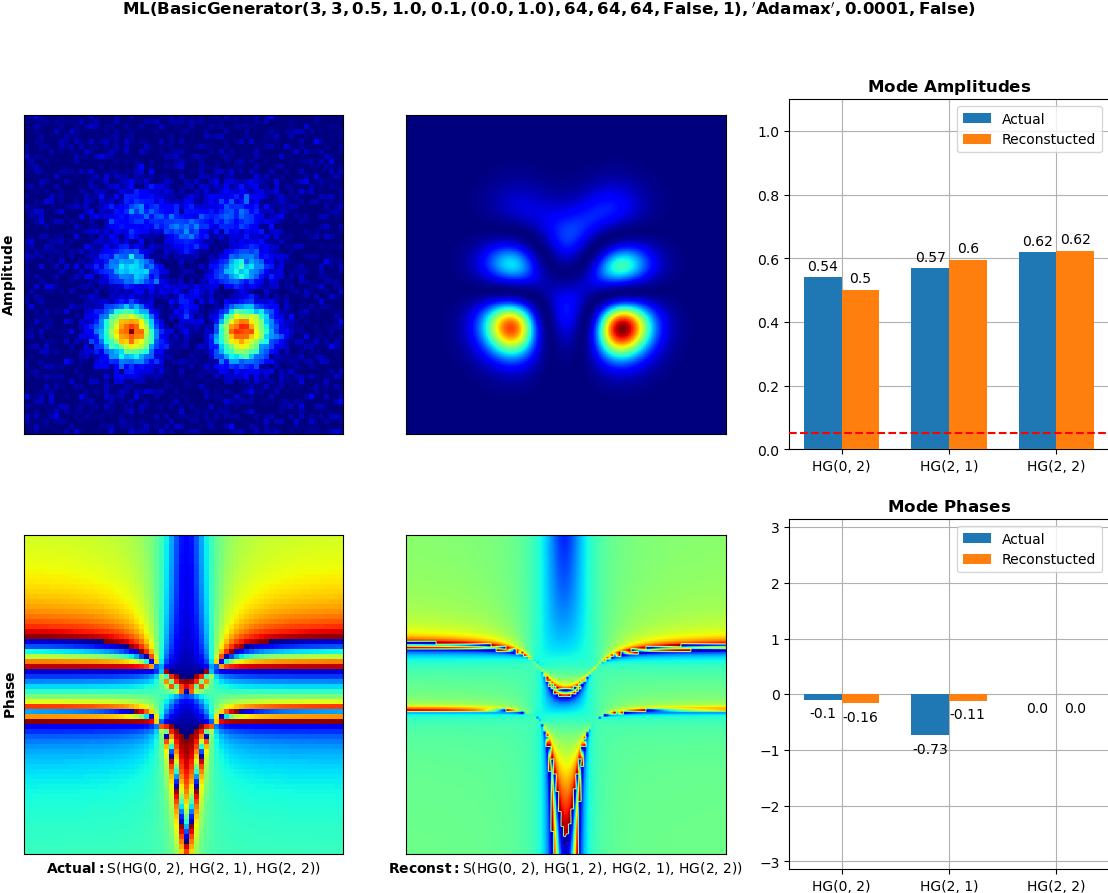 ML(BasicGenerator(3, 3, 0.5, 1.0, 0.1, (0.0, 1.0), 64, 64, 64, False, 1), ′Adamax′, 0.0001, False)
Amplitude
Mode Amplitudes
Actual
Reconstucted
1.0
0.8
0.6
0.4
0.2
0.0
0.54
0.5
0.57
0.6
0.62
0.62
HG(0, 2)
HG(2, 1)
HG(2, 2)
Phase
Actual: S(HG(0, 2), HG(2, 1), HG(2, 2))
Reconst: S(HG(0, 2), HG(1, 2), HG(2, 1), HG(2, 2))
Mode Phases
Actual
Reconstucted
3
2
1
0
−1
−2
−3
-0.1
-0.16
-0.73
-0.11
0.0
0.0
HG(0, 2)
HG(2, 1)
HG(2, 2)